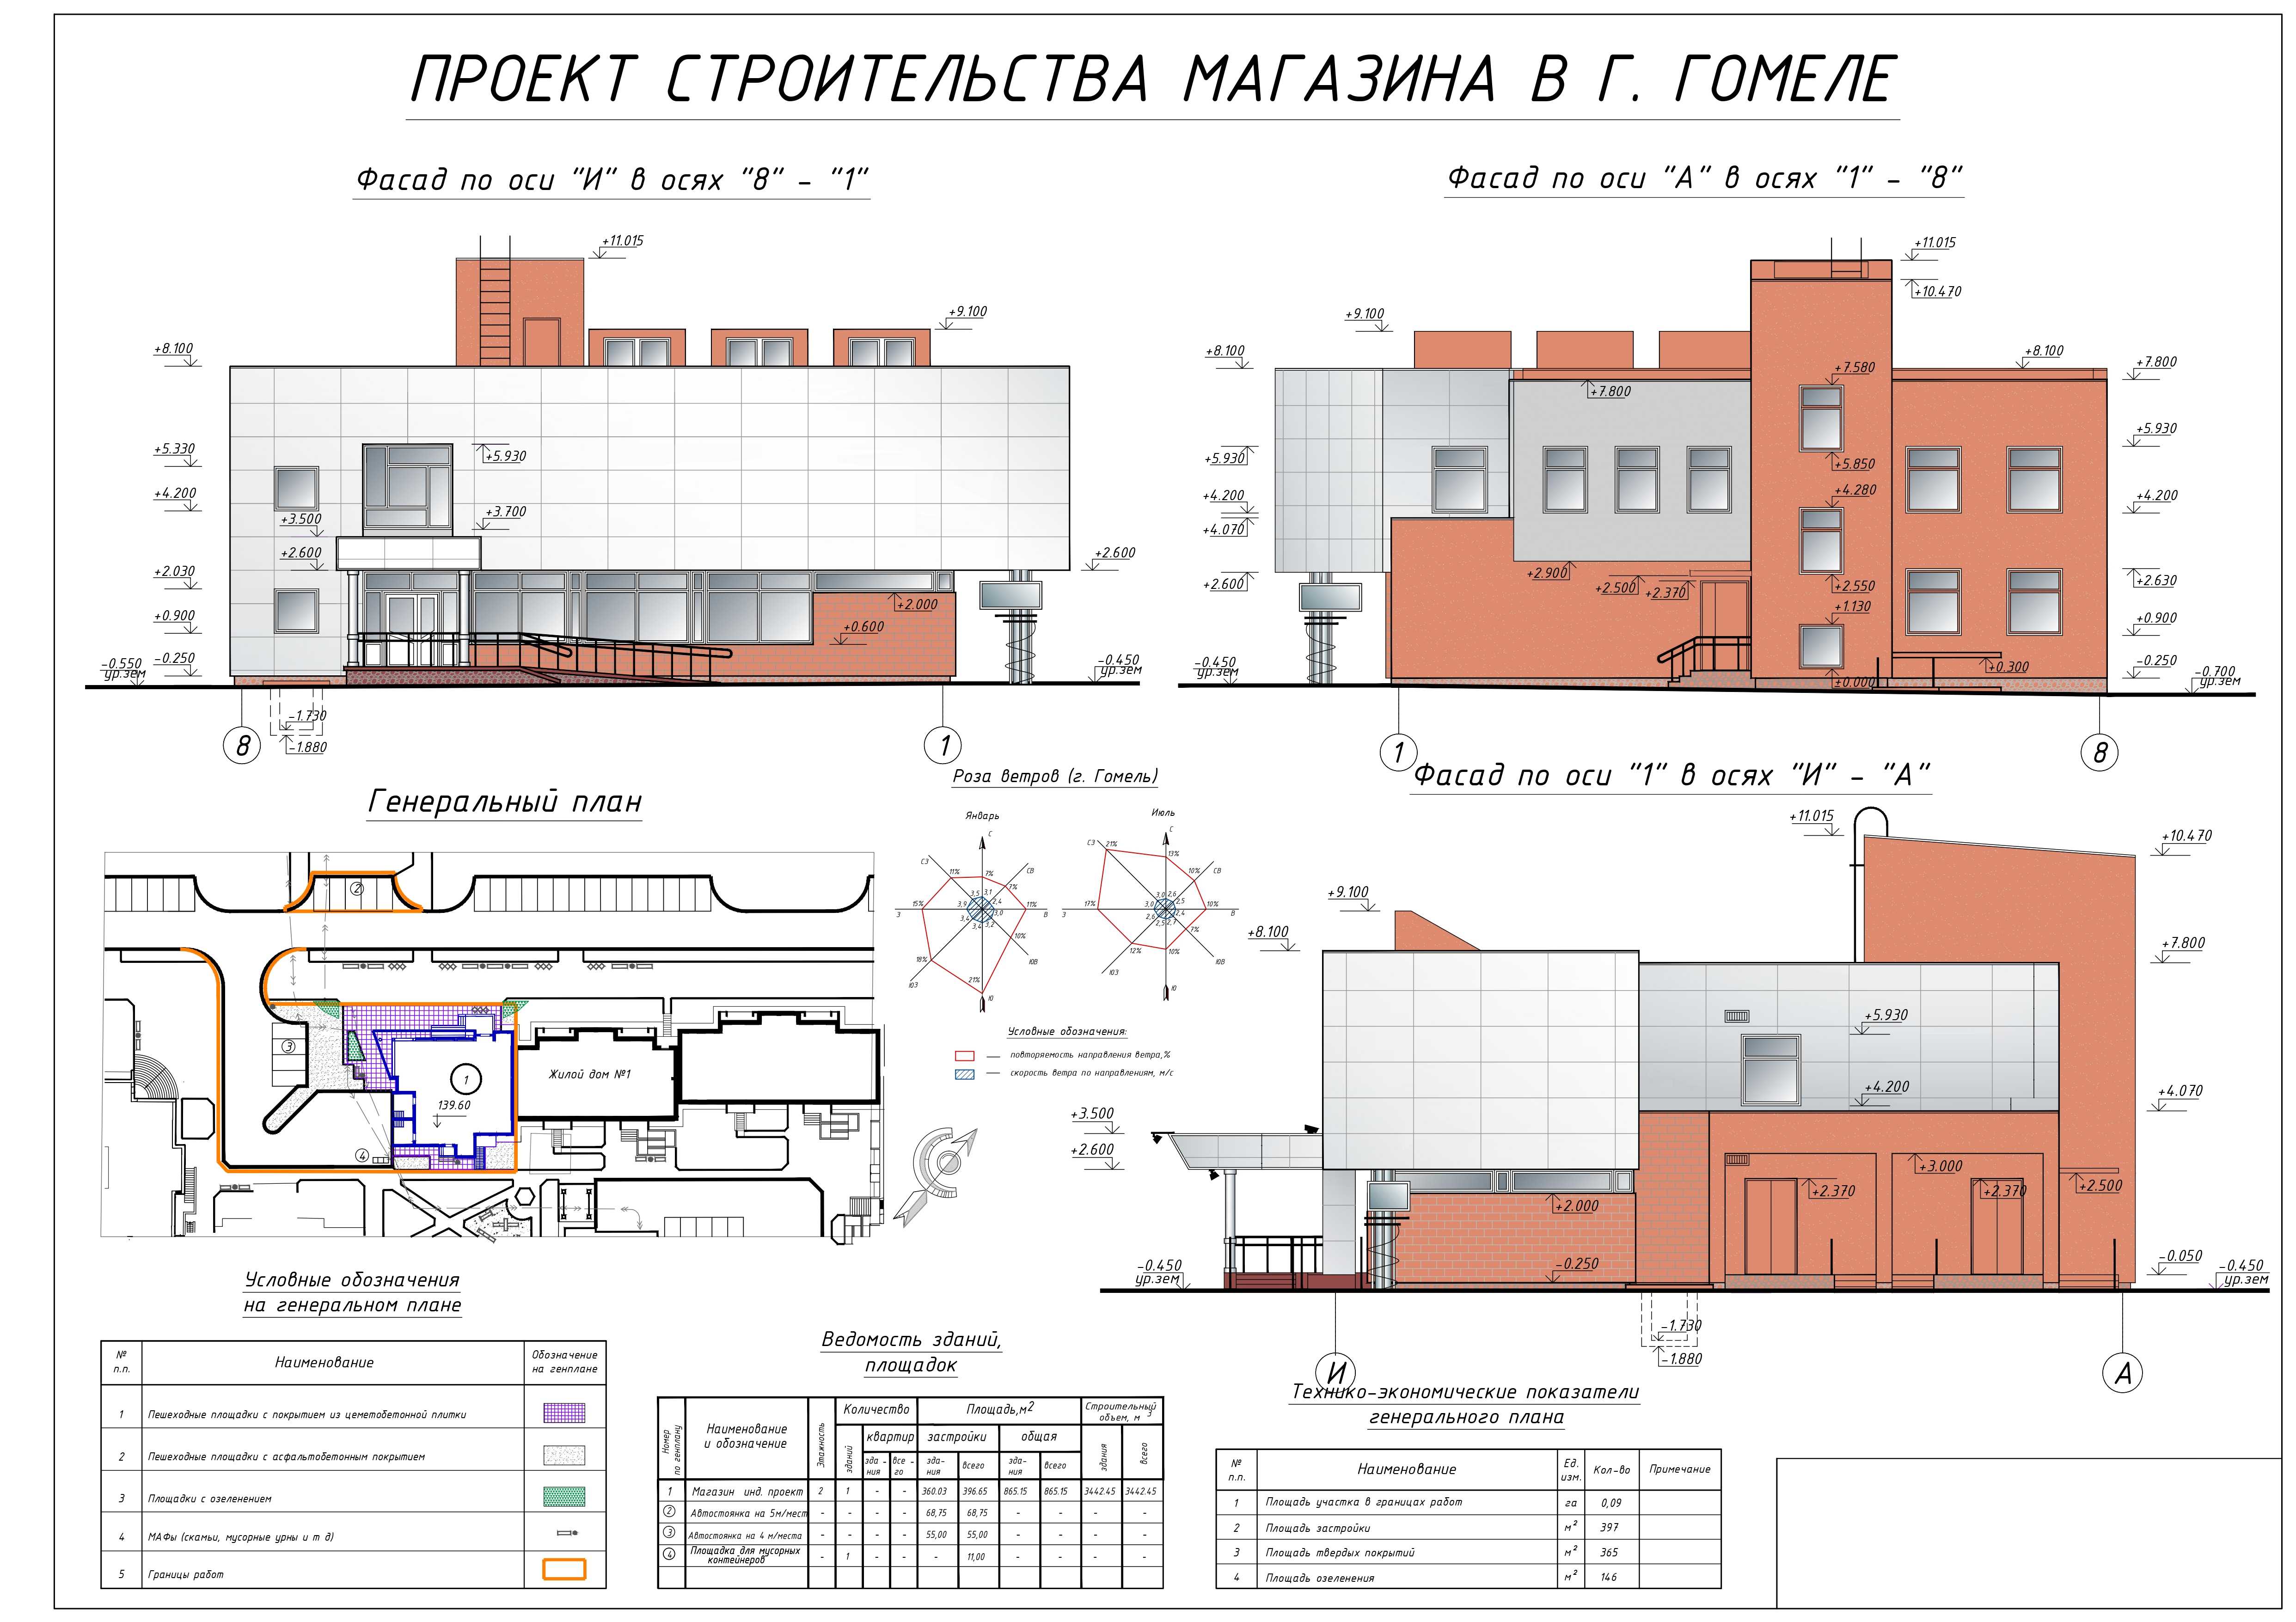 ПРОЕКТ СТРОИТЕЛЬСТВА МАГАЗИНА В Г. ГОМЕЛЕ
Фасад по оси "И" в осях "8" - "1"
+11.015
+9.100
+8.100
+5.330
+5.930
+4.200
+3.700
+3.500
+2.600
+2.600
+2.030
+2.000
+0.900
+0.600
-0.550
ур.зем
-0.250
-0.450
ур.зем
-1.730
-1.880
8
1
Фасад по оси "А" в осях "1" - "8"
+11.015
+10.470
+9.100
+8.100
+8.100
+7.800
+7.580
+7.800
+5.930
+5.930
+5.850
+4.280
+4.200
+4.200
+4.070
+2.900
+2.600
+2.500
+2.370
+2.550
+2.630
+1.130
+0.900
-0.450
ур.зем
+0.300
-0.250
±0.000
-0.700
ур.зем
1
8
Генеральный план
2
3
1
139.60
Жилой дом №1
4
Роза ветров (г. Гомель)
Январь
С
СЗ
11%
7%
СВ
7%
3,5
3,1
2,4
15%
3,9
3,0
11%
З
В
3,4
3,4
3,2
10%
18%
ЮВ
21%
ЮЗ
Ю
Июль
С
СЗ
21%
13%
10%
СВ
3,0
2,6
2,5
17%
3,0
10%
З
В
2,6
2,4
2,5
2,7
7%
12%
10%
ЮЗ
ЮВ
Ю
Условные обозначения:
повторяемость направления ветра,%
скорость ветра по направлениям, м/с
Фасад по оси "1" в осях "И" - "А"
+11.015
+10.470
+9.100
+8.100
+7.800
+5.930
+4.200
+4.070
+3.500
+2.600
+3.000
+2.370
+2.370
+2.500
+2.000
-0.250
-0.050
-0.450
ур.зем
-0.450
ур.зем
-1.730
-1.880
И
А
Условные обозначения
на генеральном плане
№
п.п.
Наименование
Обозначение
на генплане
1 Пешеходные площадки с покрытием из цеметобетонной плитки
2 Пешеходные площадки с асфальтобетонным покрытием
3 Площадки с озеленением
4 МАФы (скамьи, мусорные урны и т д)
5 Границы работ
Ведомость зданий,
площадок
Номер
по генплану
Наименование
и обозначение
Этажность
Количество
зданий
квартир
зда -
ния
все -
го
Площадь,м2
застройки
зда-
ния
всего
общая
зда-
ния
всего
Строительный
объем, м 3
здания
всего
1 Магазин инд. проект 2 1 - - 360.03 396.65 865.15 865.15 3442.45 3442.45
2 Автостоянка на 5м/мест - - - - 68,75 68,75 - - - -
3 Автостоянка на 4 м/места - - - - 55,00 55,00 - - - -
4 Площадка для мусорных
контейнеров - 1 - - - 11,00 - - - -
Технико-экономические показатели
генерального плана
№
п.п.
Наименование
Ед.
изм.
Кол-во
Примечание
1 Площадь участка в границах работ га 0,09
2 Площадь застройки м² 397
3 Площадь твердых покрытий м² 365
4 Площадь озеленения м² 146